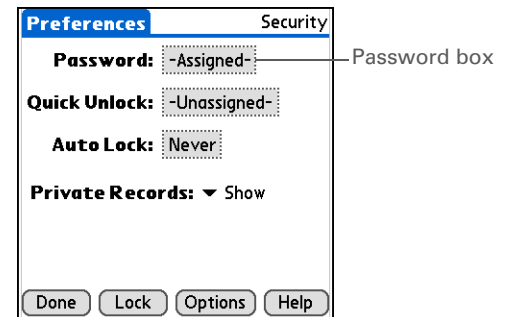 Preferences Security
Password: -Assigned- Password box
Quick Unlock: -Unassigned-
Auto Lock: Never
Private Records: Show
Done Lock Options Help